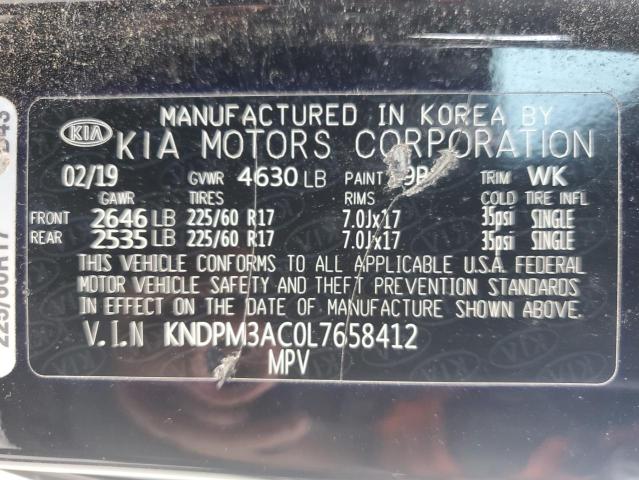 MANUFACTURED IN KOREA BY
KIA KIA MOTORS CORPORATION
02/19 GVWR 4630 LB PAINT TRIM WK
GAWR TIRES RIMS COLD TIRE INFL
FRONT 2646 LB 225/60 R17 7.0Jx17 35psi SINGLE
REAR 2535 LB 225/60 R17 7.0Jx17 35psi SINGLE
THIS VEHICLE CONFORMS TO ALL APPLICABLE U.S.A. FEDERAL
MOTOR VEHICLE SAFETY AND THEFT PREVENTION STANDARDS
IN EFFECT ON THE DATE OF MANUFACTURE SHOWN ABOVE.
V.I.N KNDPM3AC0L7658412
MPV
225/60R17